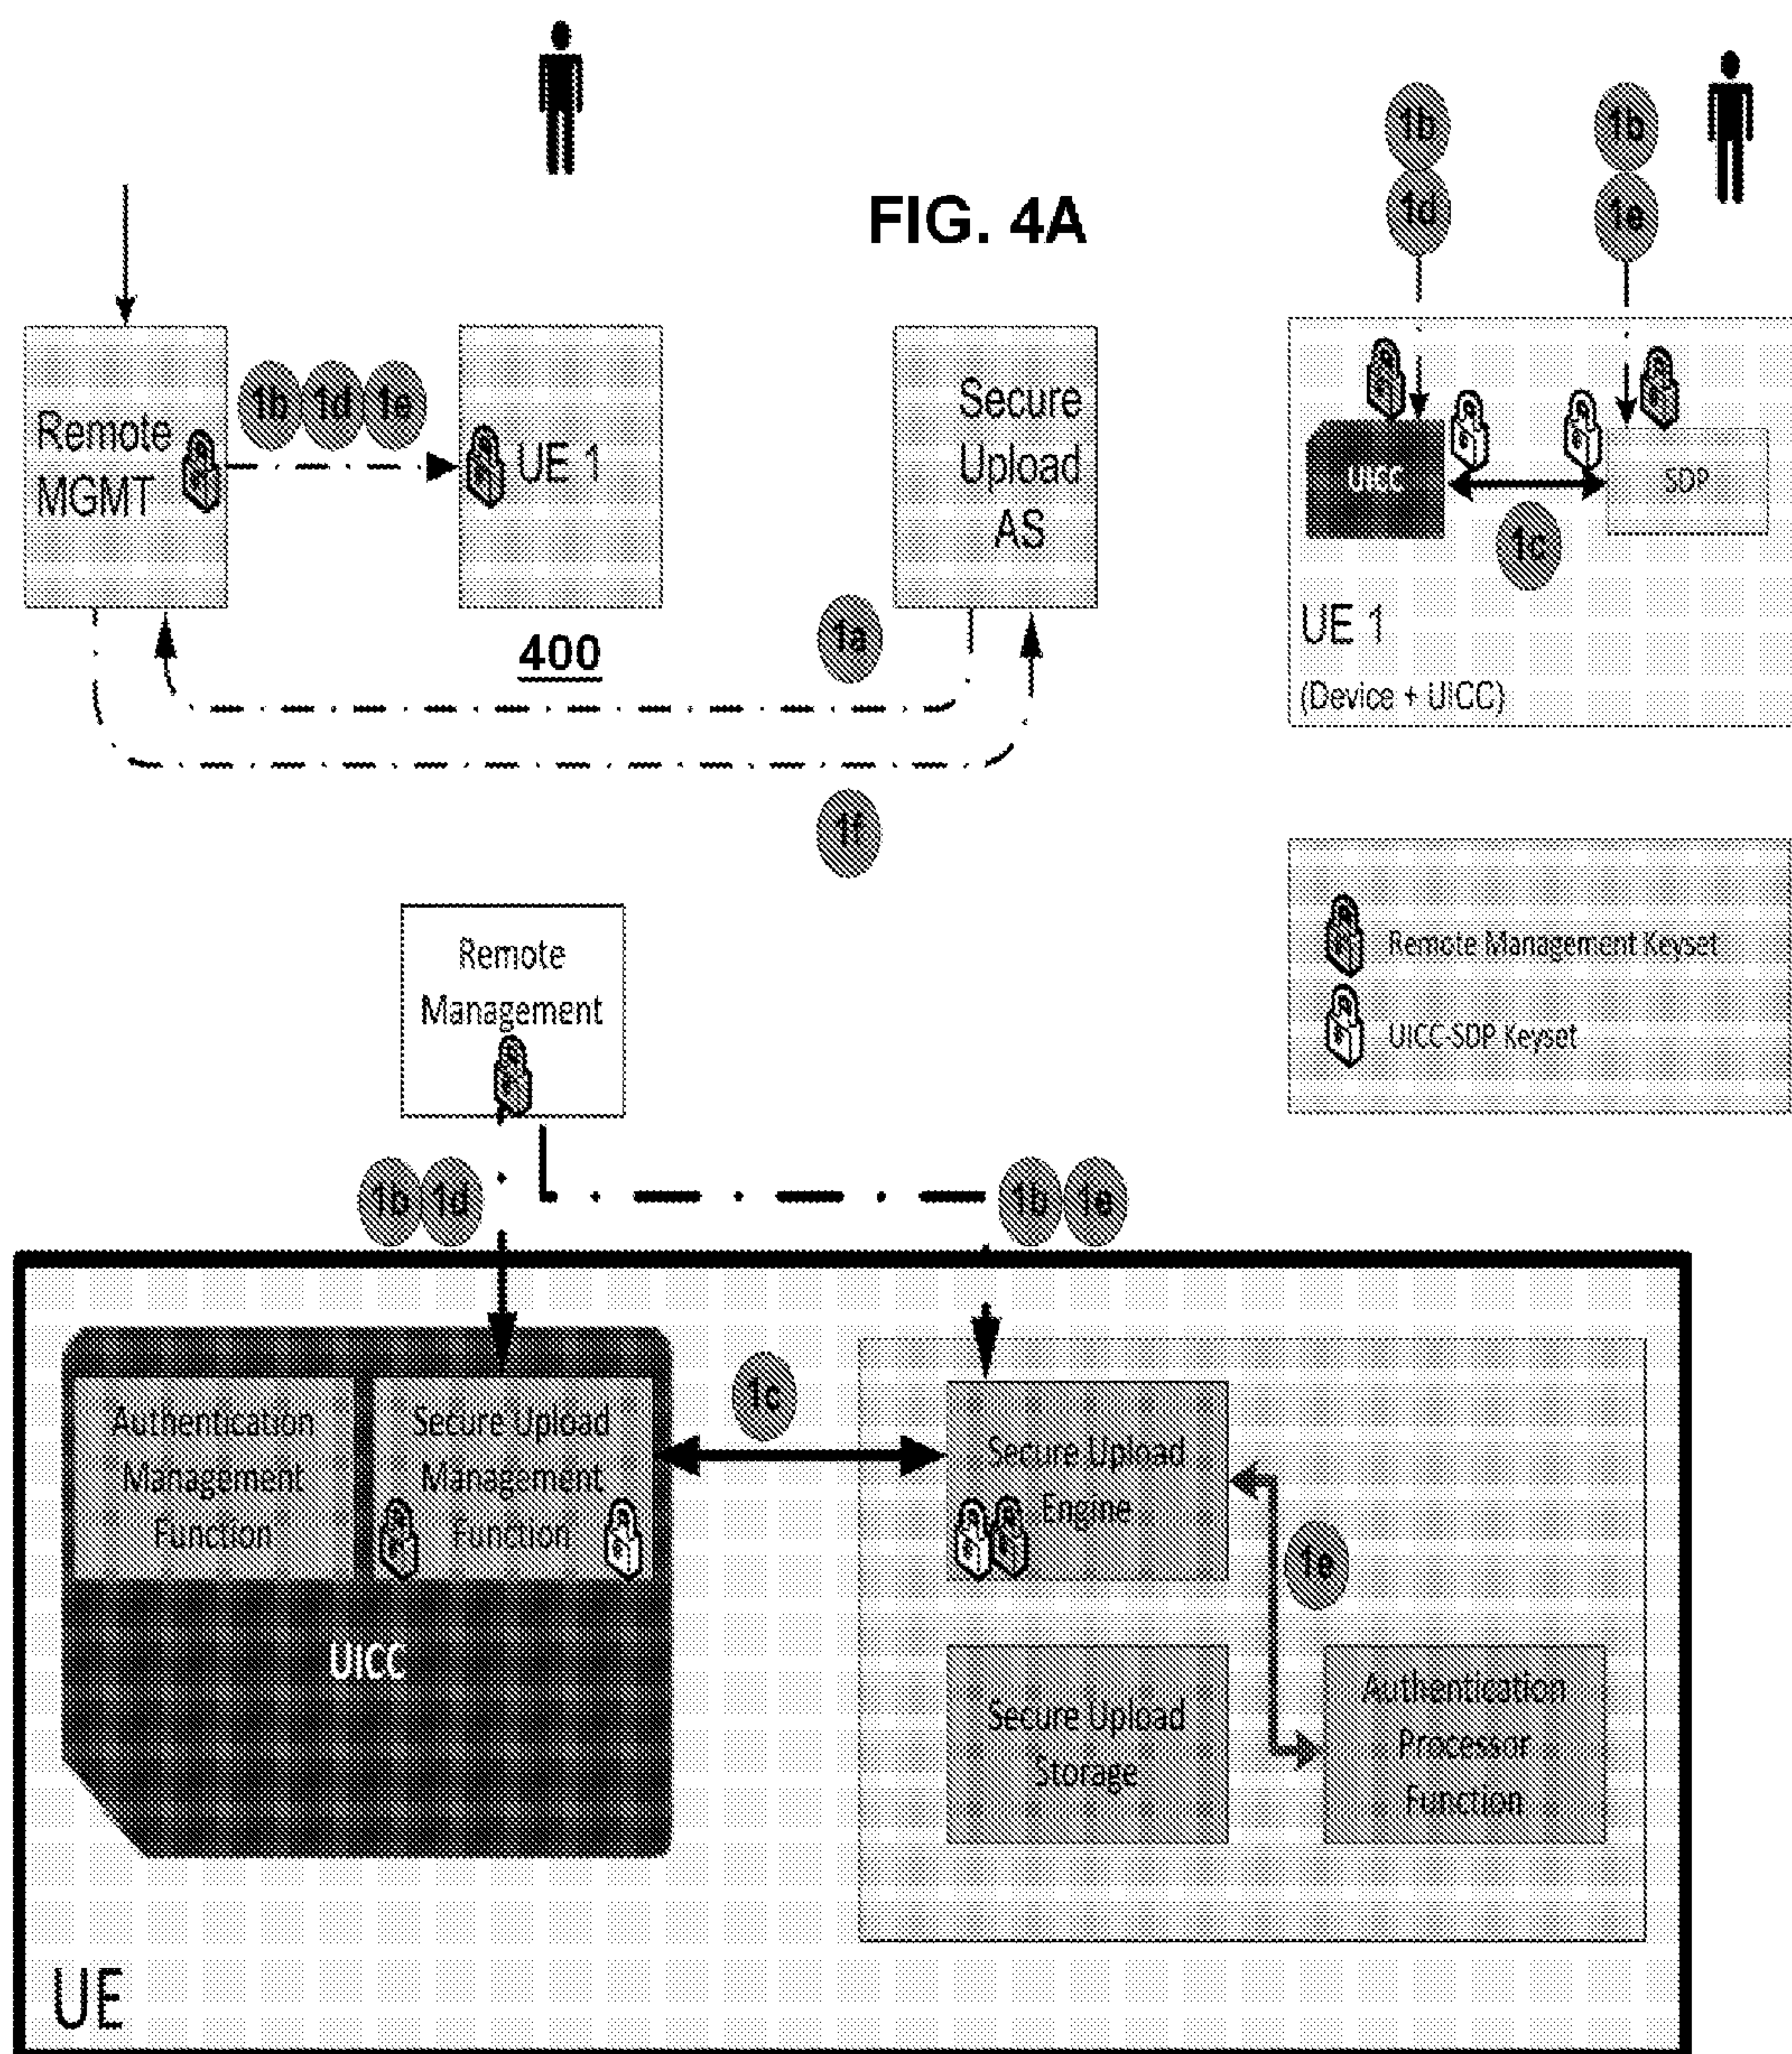 FIG. 4A
1b
1d
1b
1e
Remote
MGMT
1b 1d 1e
UE 1
Secure
Upload
AS
UICC
SDP
1c
UE 1
(Device + UICC)
400
1a
1f
Remote
Management
Remote Management Keyset
UICC-SDP Keyset
1b 1d
1b 1e
Authentication
Management
Function
Secure Upload
Management
Function
1c
Secure Upload
Engine
1e
UICC
Secure Upload
Storage
Authentication
Processor
Function
UE